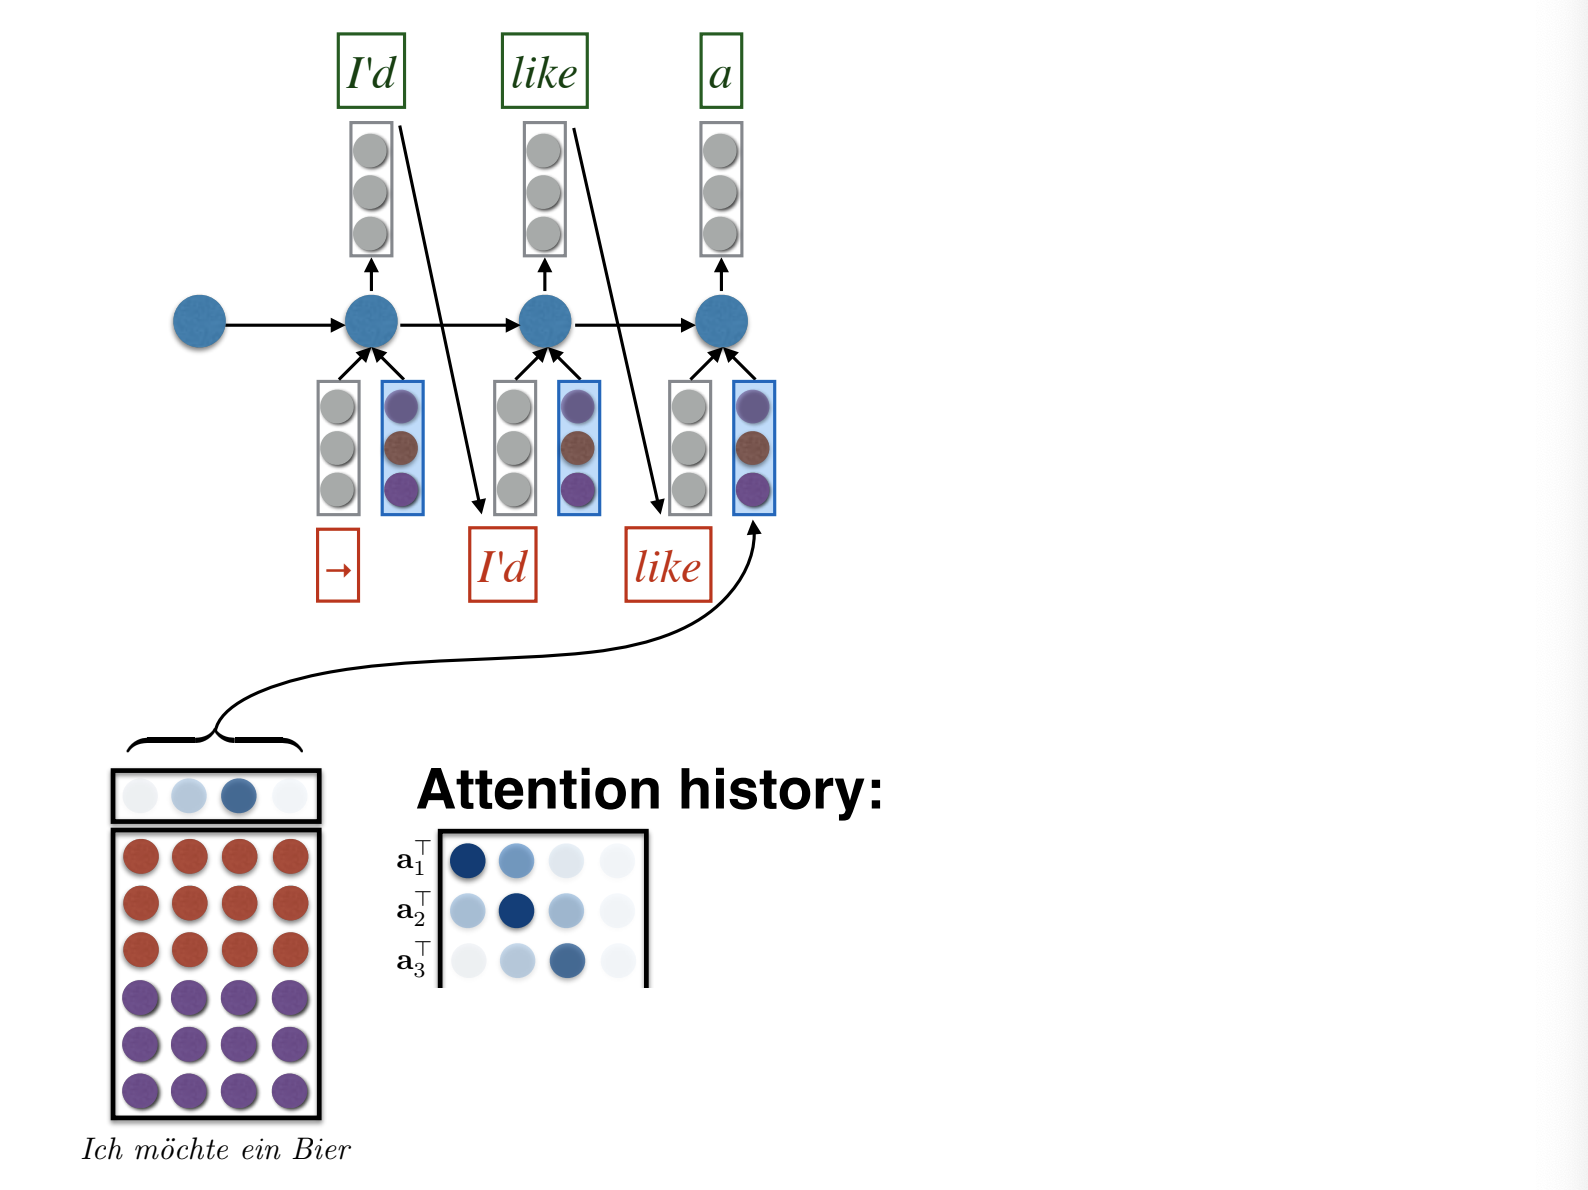 I'd like a
→ I'd like
Attention history:
a₁^⊤
a₂^⊤
a₃^⊤
Ich möchte ein Bier